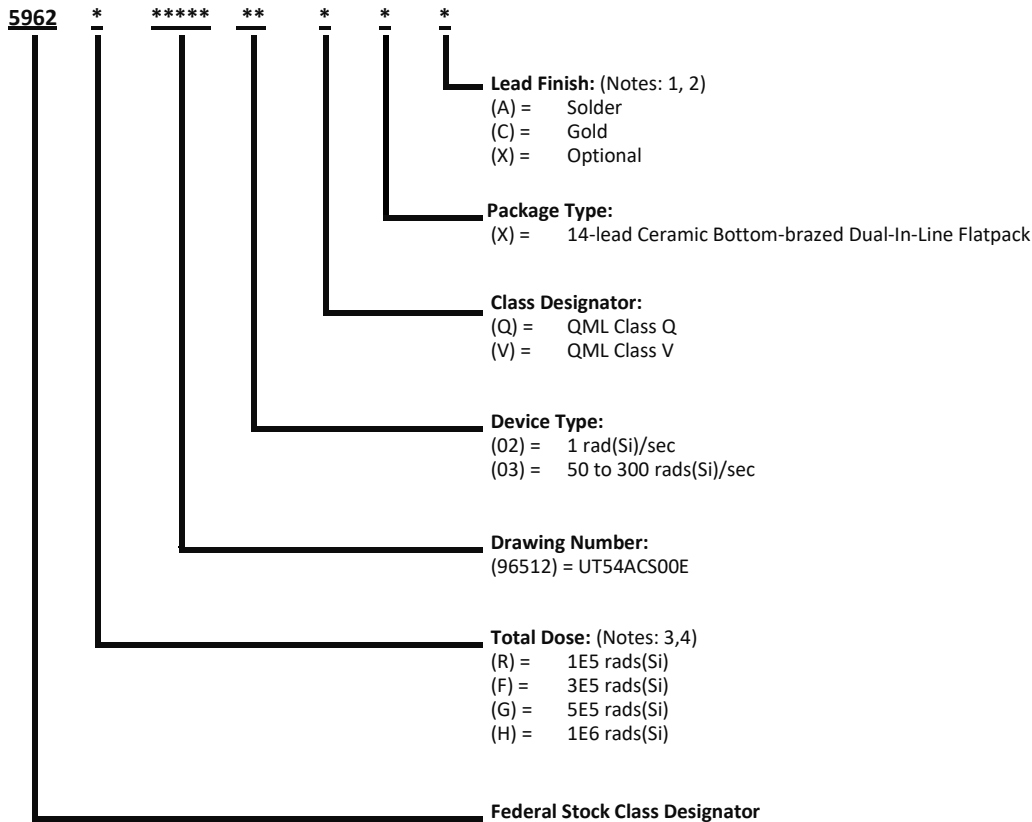 5962 * ***** ** * * *
Lead Finish: (Notes: 1, 2)
(A) = Solder
(C) = Gold
(X) = Optional
Package Type:
(X) = 14-lead Ceramic Bottom-brazed Dual-In-Line Flatpack
Class Designator:
(Q) = QML Class Q
(V) = QML Class V
Device Type:
(02) = 1 rad(Si)/sec
(03) = 50 to 300 rads(Si)/sec
Drawing Number:
(96512) = UT54ACS00E
Total Dose: (Notes: 3,4)
(R) = 1E5 rads(Si)
(F) = 3E5 rads(Si)
(G) = 5E5 rads(Si)
(H) = 1E6 rads(Si)
Federal Stock Class Designator